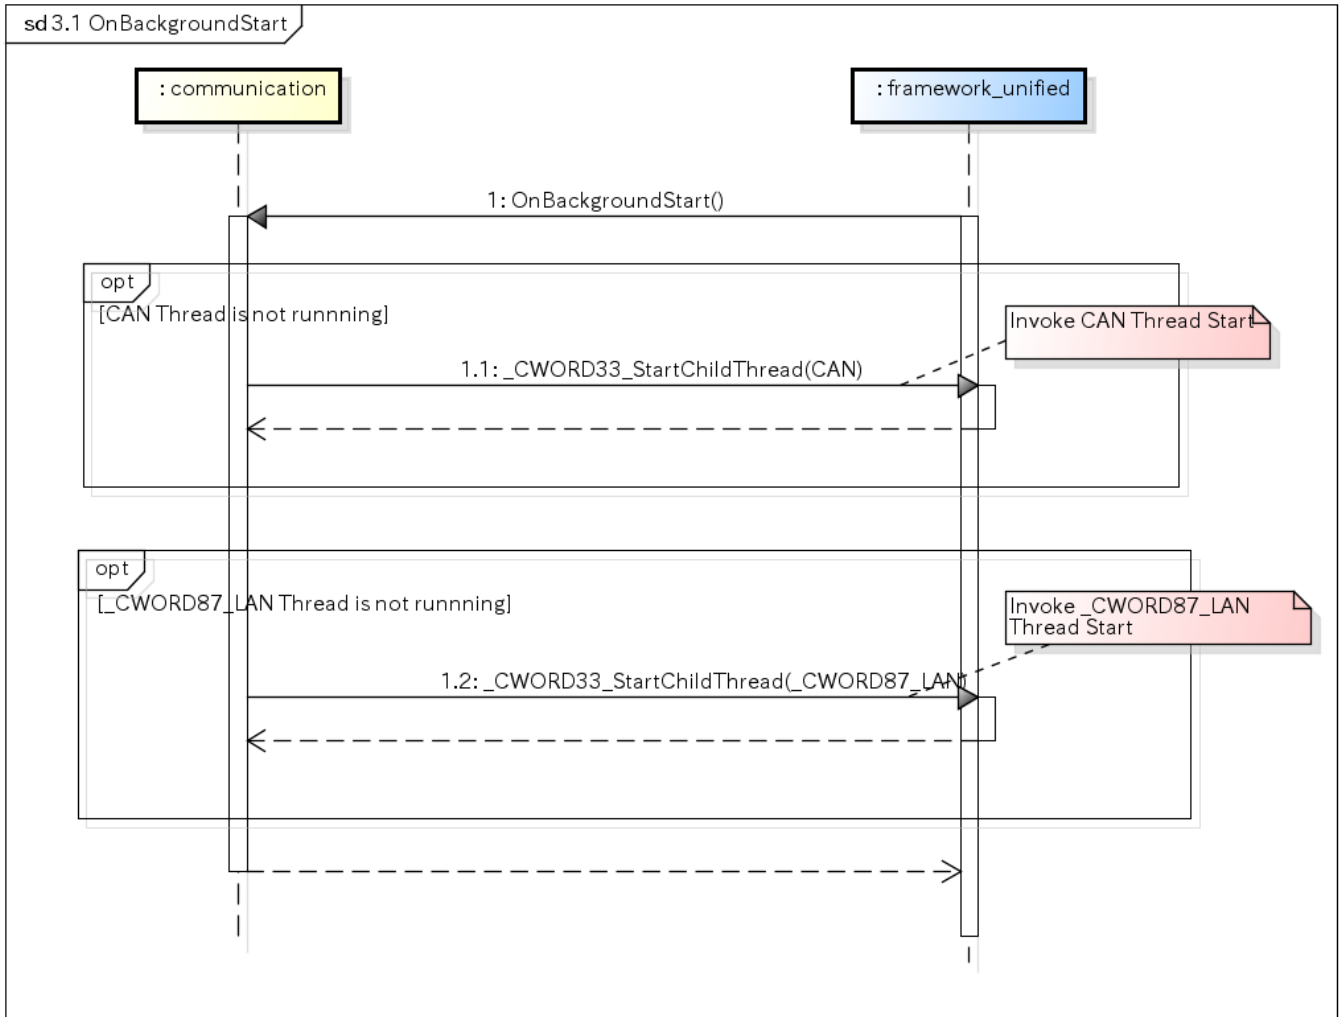 sd 3.1 OnBackgroundStart
: communication
: framework_unified
1: OnBackgroundStart()
opt
[CAN Thread is not runnning]
Invoke CAN Thread Start
1.1: _CWORD33_StartChildThread(CAN)
opt
[_CWORD87_LAN Thread is not runnning]
Invoke _CWORD87_LAN
Thread Start
1.2: _CWORD33_StartChildThread(_CWORD87_LAN)